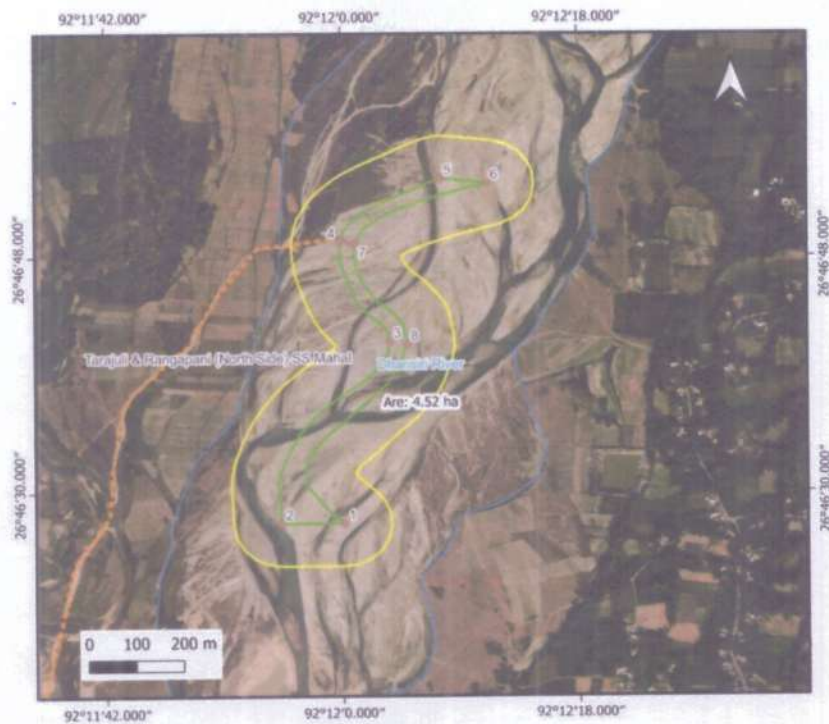 92°11'42.000" 92°12'0.000" 92°12'18.000"
5 6
4
7
26°46'48.000" 26°46'48.000"
3 8
Tarajuli & Rangapani (North Side) SS Mahal Dhansiri River
Are: 4.52 ha
26°46'30.000" 26°46'30.000"
2 1
0 100 200 m
92°11'42.000" 92°12'0.000" 92°12'18.000"